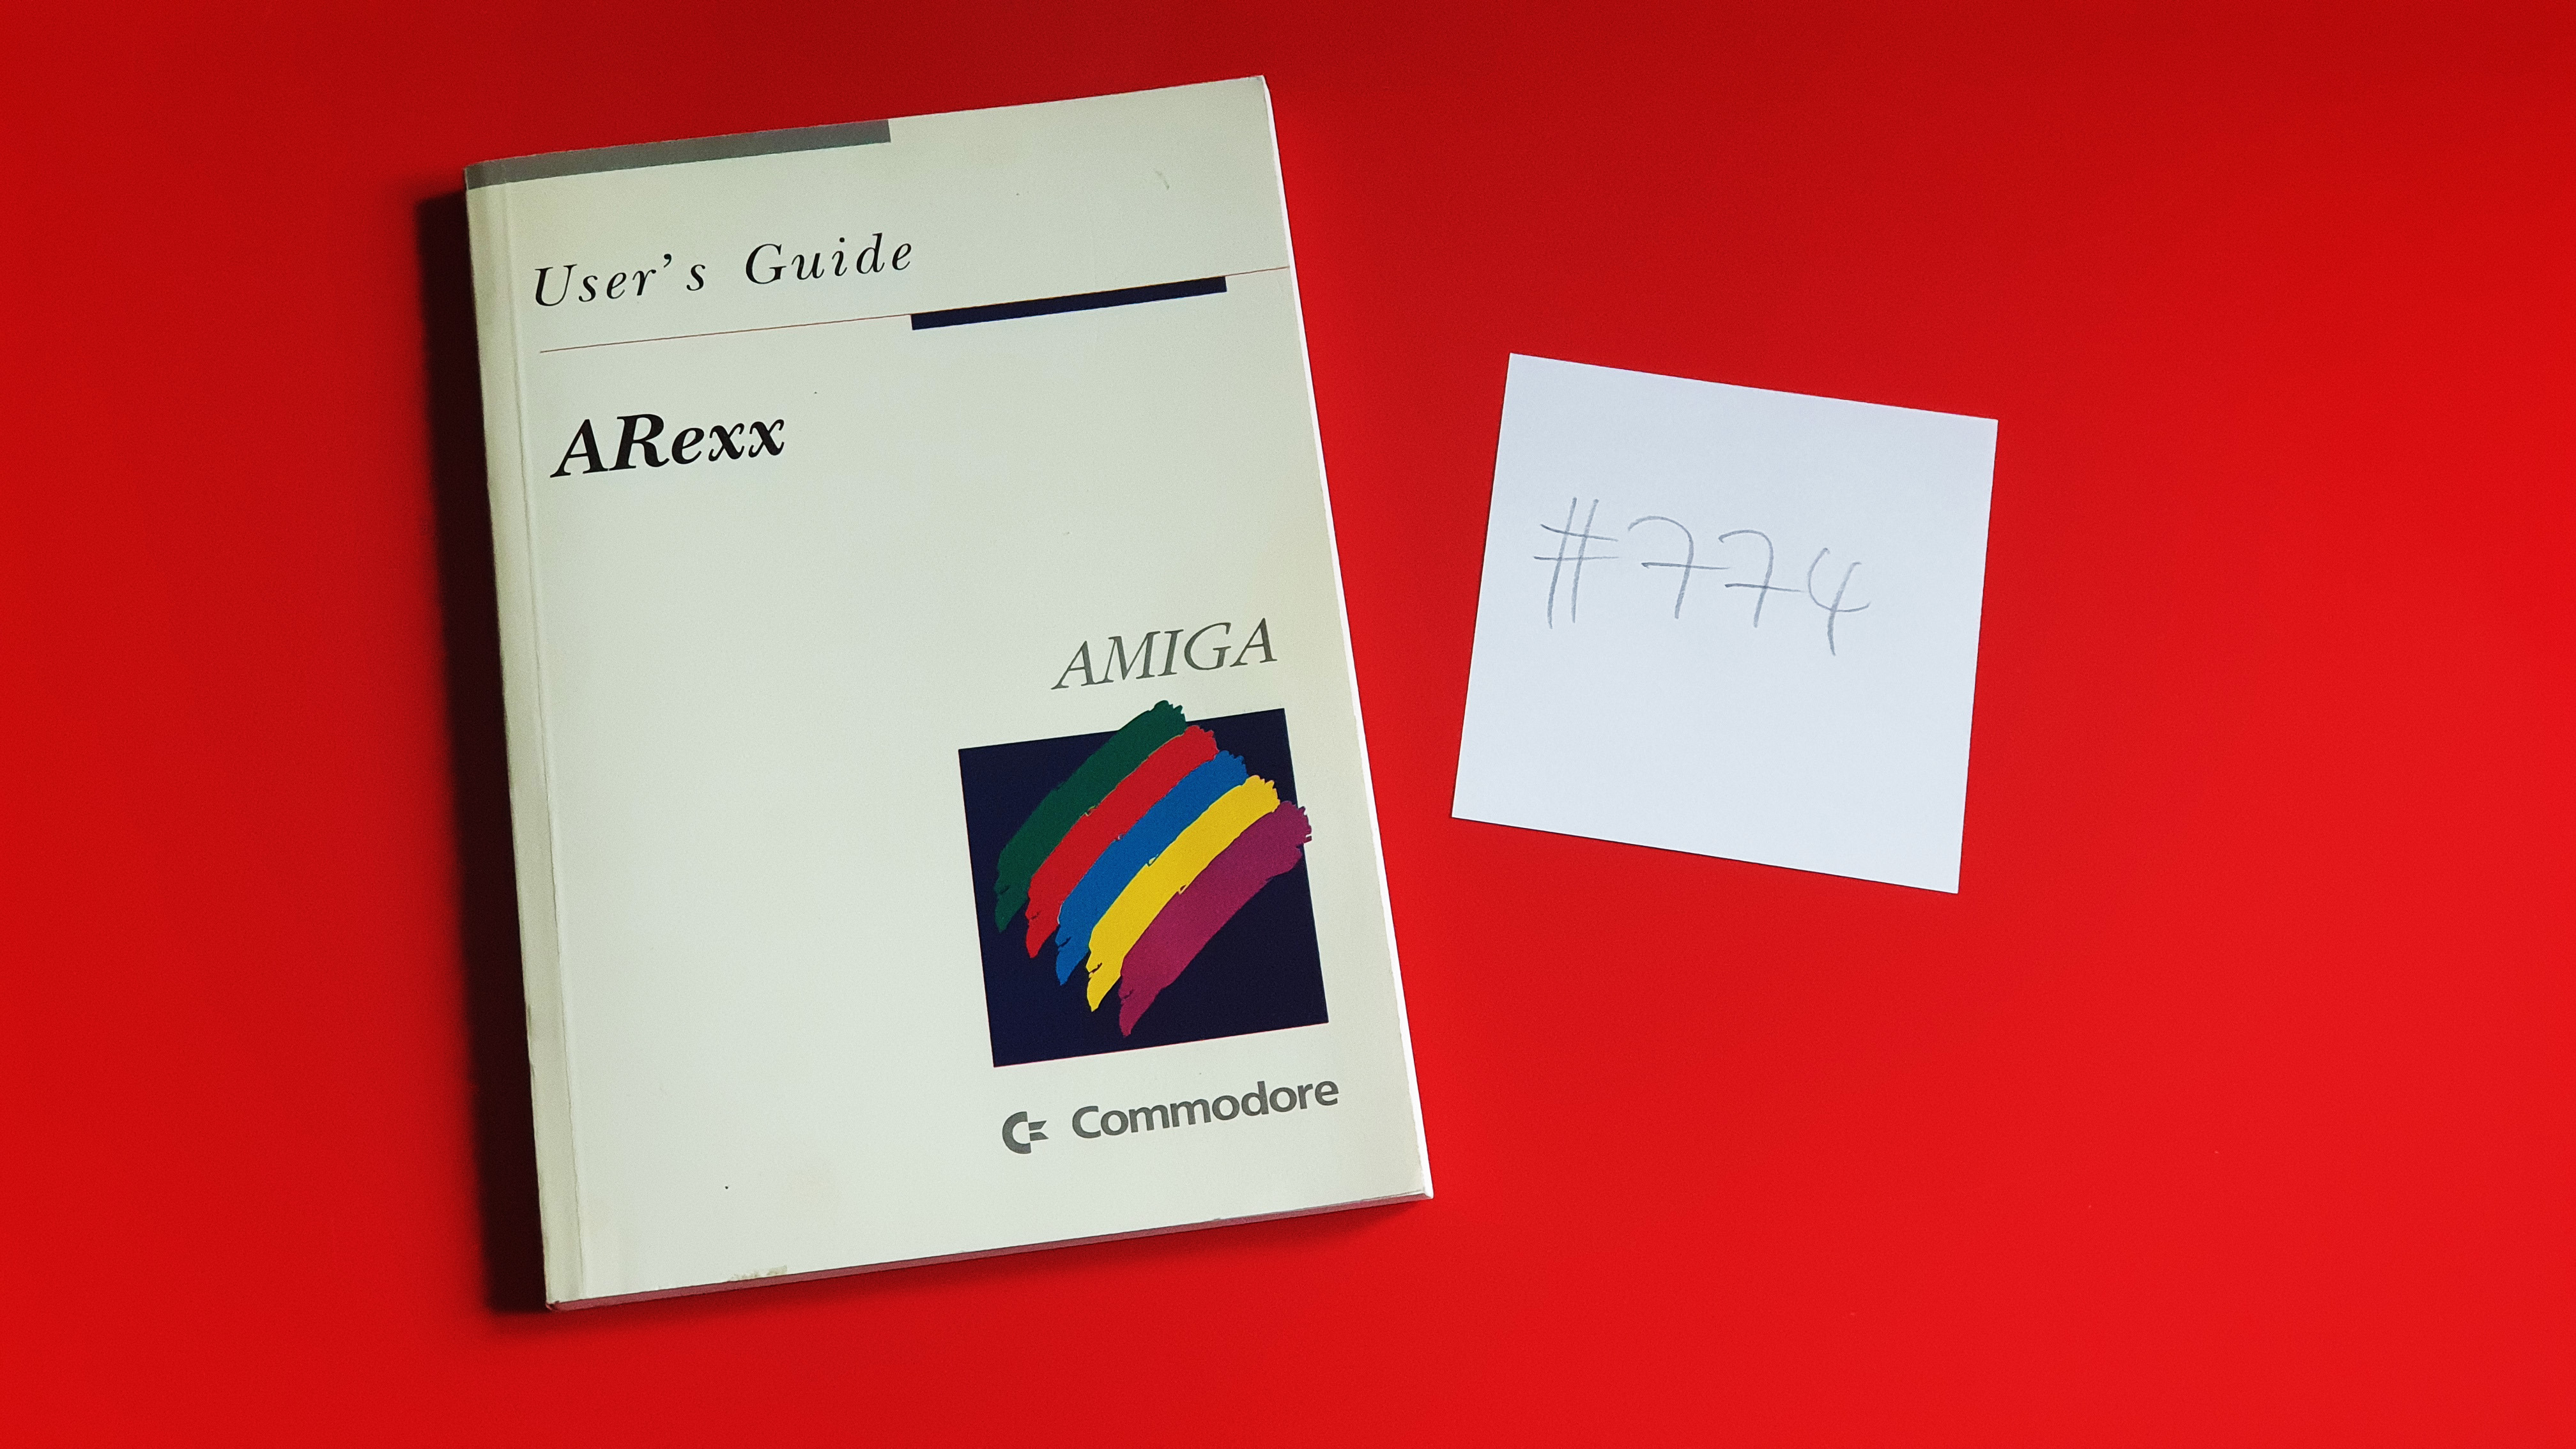 User's Guide
ARexx
AMIGA
Commodore
#774